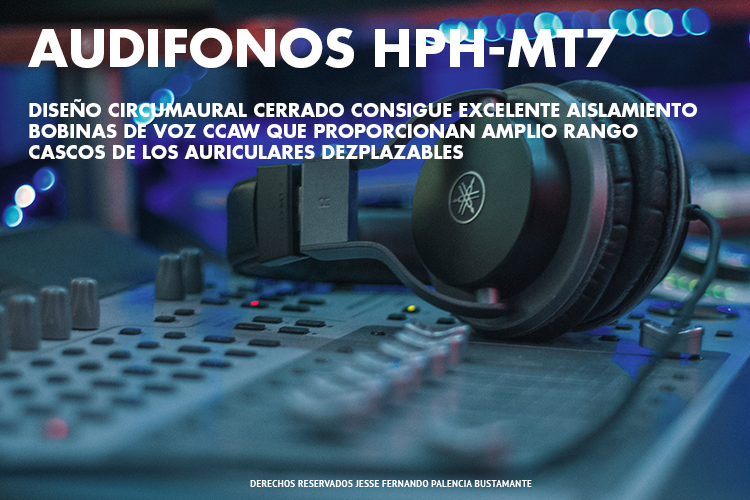 AUDIFONOS HPH-MT7
DISEÑO CIRCUMAURAL CERRADO CONSIGUE EXCELENTE AISLAMIENTO
BOBINAS DE VOZ CCAW QUE PROPORCIONAN AMPLIO RANGO
CASCOS DE LOS AURICULARES DEZPLAZABLES
R
DERECHOS RESERVADOS JESSE FERNANDO PALENCIA BUSTAMANTE